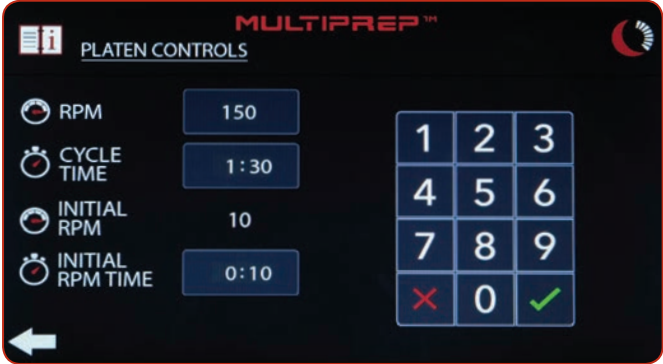 MULTIPREP™
i
PLATEN CONTROLS
RPM 150
CYCLE
TIME 1:30
INITIAL
RPM 10
INITIAL
RPM TIME 0:10
1 2 3
4 5 6
7 8 9
0